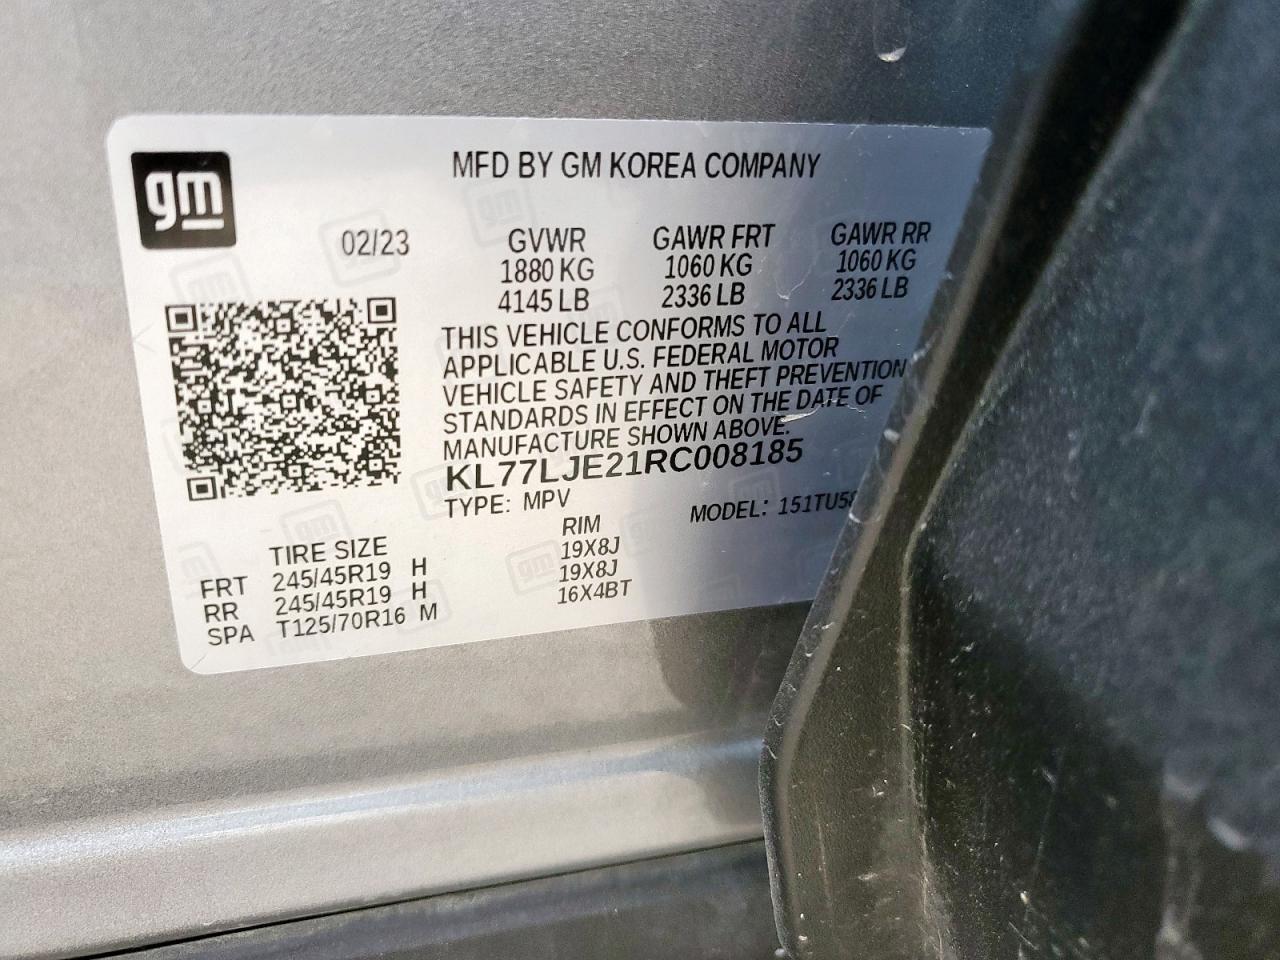 gm
MFD BY GM KOREA COMPANY
02/23 GVWR GAWR FRT GAWR RR
1880 KG 1060 KG 1060 KG
4145 LB 2336 LB 2336 LB
THIS VEHICLE CONFORMS TO ALL
APPLICABLE U.S. FEDERAL MOTOR
VEHICLE SAFETY AND THEFT PREVENTION
STANDARDS IN EFFECT ON THE DATE OF
MANUFACTURE SHOWN ABOVE.
KL77LJE21RC008185
TYPE: MPV MODEL: 151TU58
TIRE SIZE RIM
FRT 245/45R19 H 19X8J
RR 245/45R19 H 19X8J
SPA T125/70R16 M 16X4BT